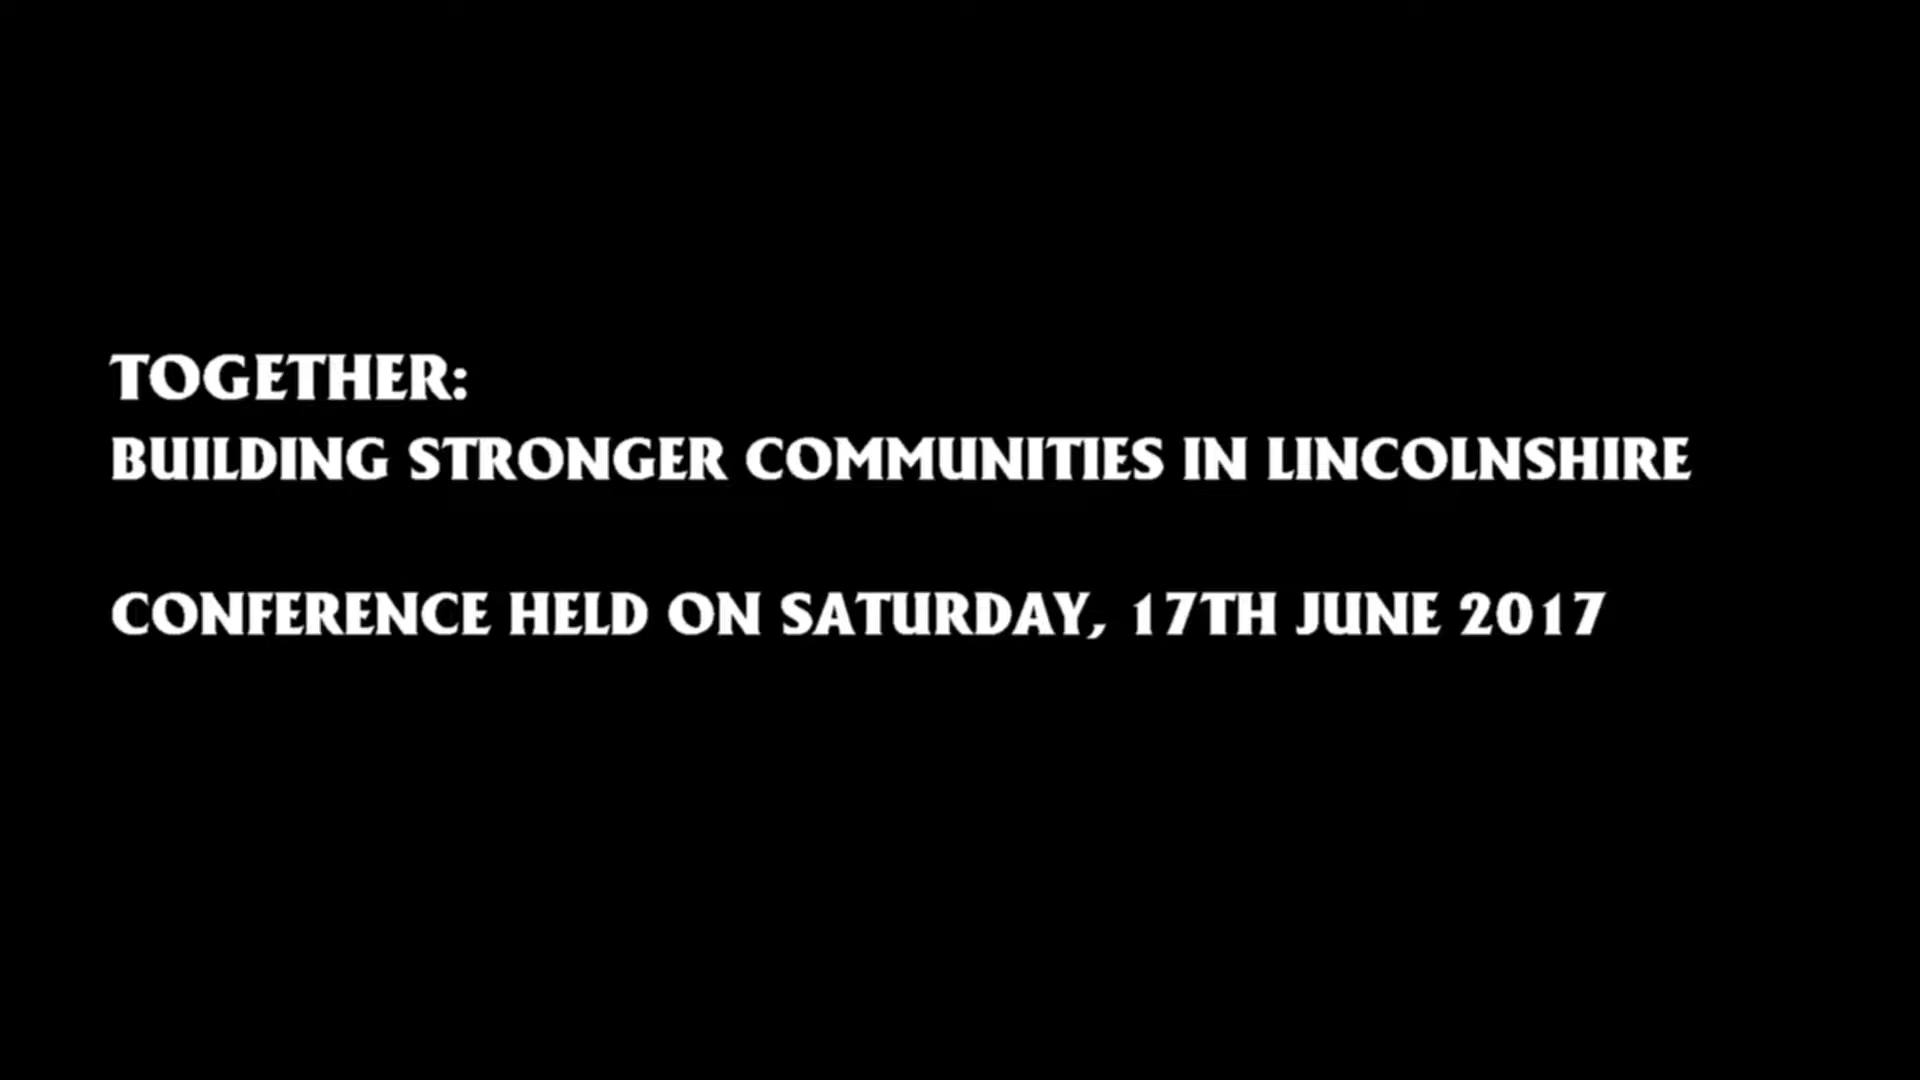 TOGETHER:
BUILDING STRONGER COMMUNITIES IN LINCOLNSHIRE
CONFERENCE HELD ON SATURDAY, 17TH JUNE 2017